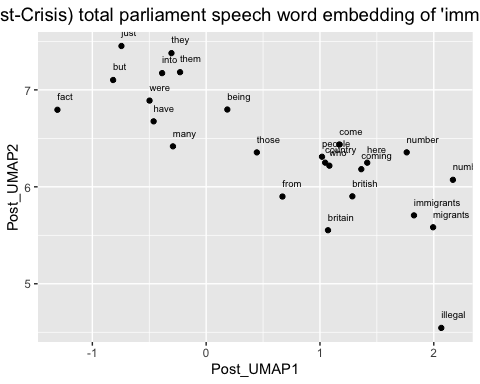 st-Crisis) total parliament speech word embedding of 'imm
just
they
but
into them
fact
were
being
have
many
those
come
people
country
who
here
coming
number
from
british
numl
immigrants
britain
migrants
illegal
7
6
5
Post_UMAP2
-1
0
1
2
Post_UMAP1